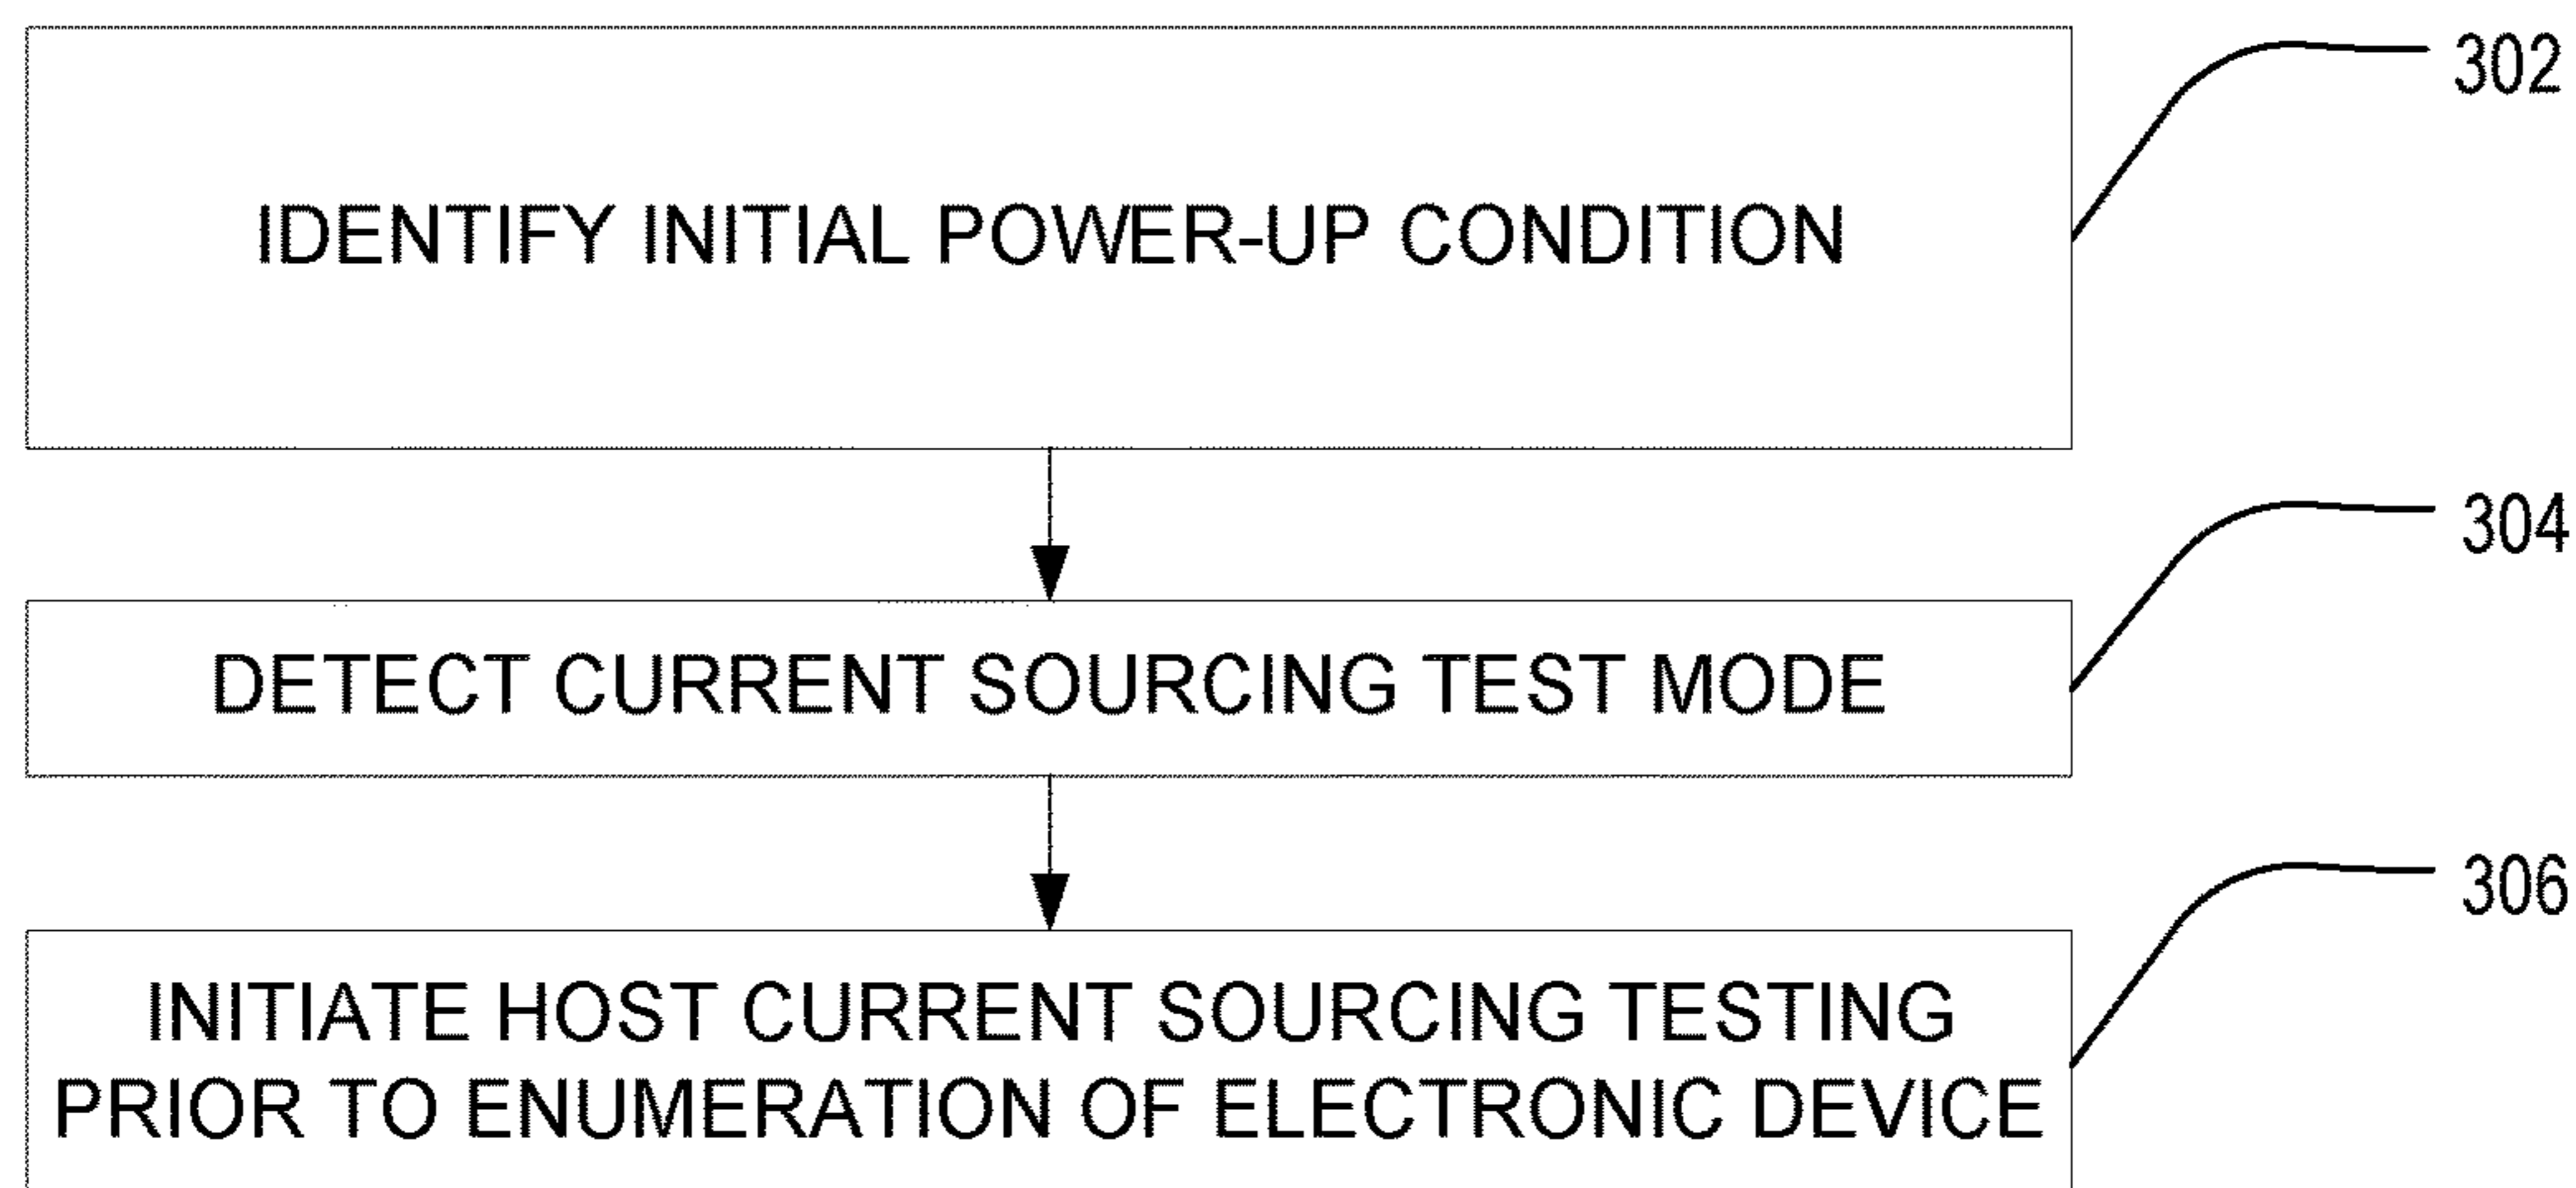 302
IDENTIFY INITIAL POWER-UP CONDITION
304
DETECT CURRENT SOURCING TEST MODE
306
INITIATE HOST CURRENT SOURCING TESTING
PRIOR TO ENUMERATION OF ELECTRONIC DEVICE